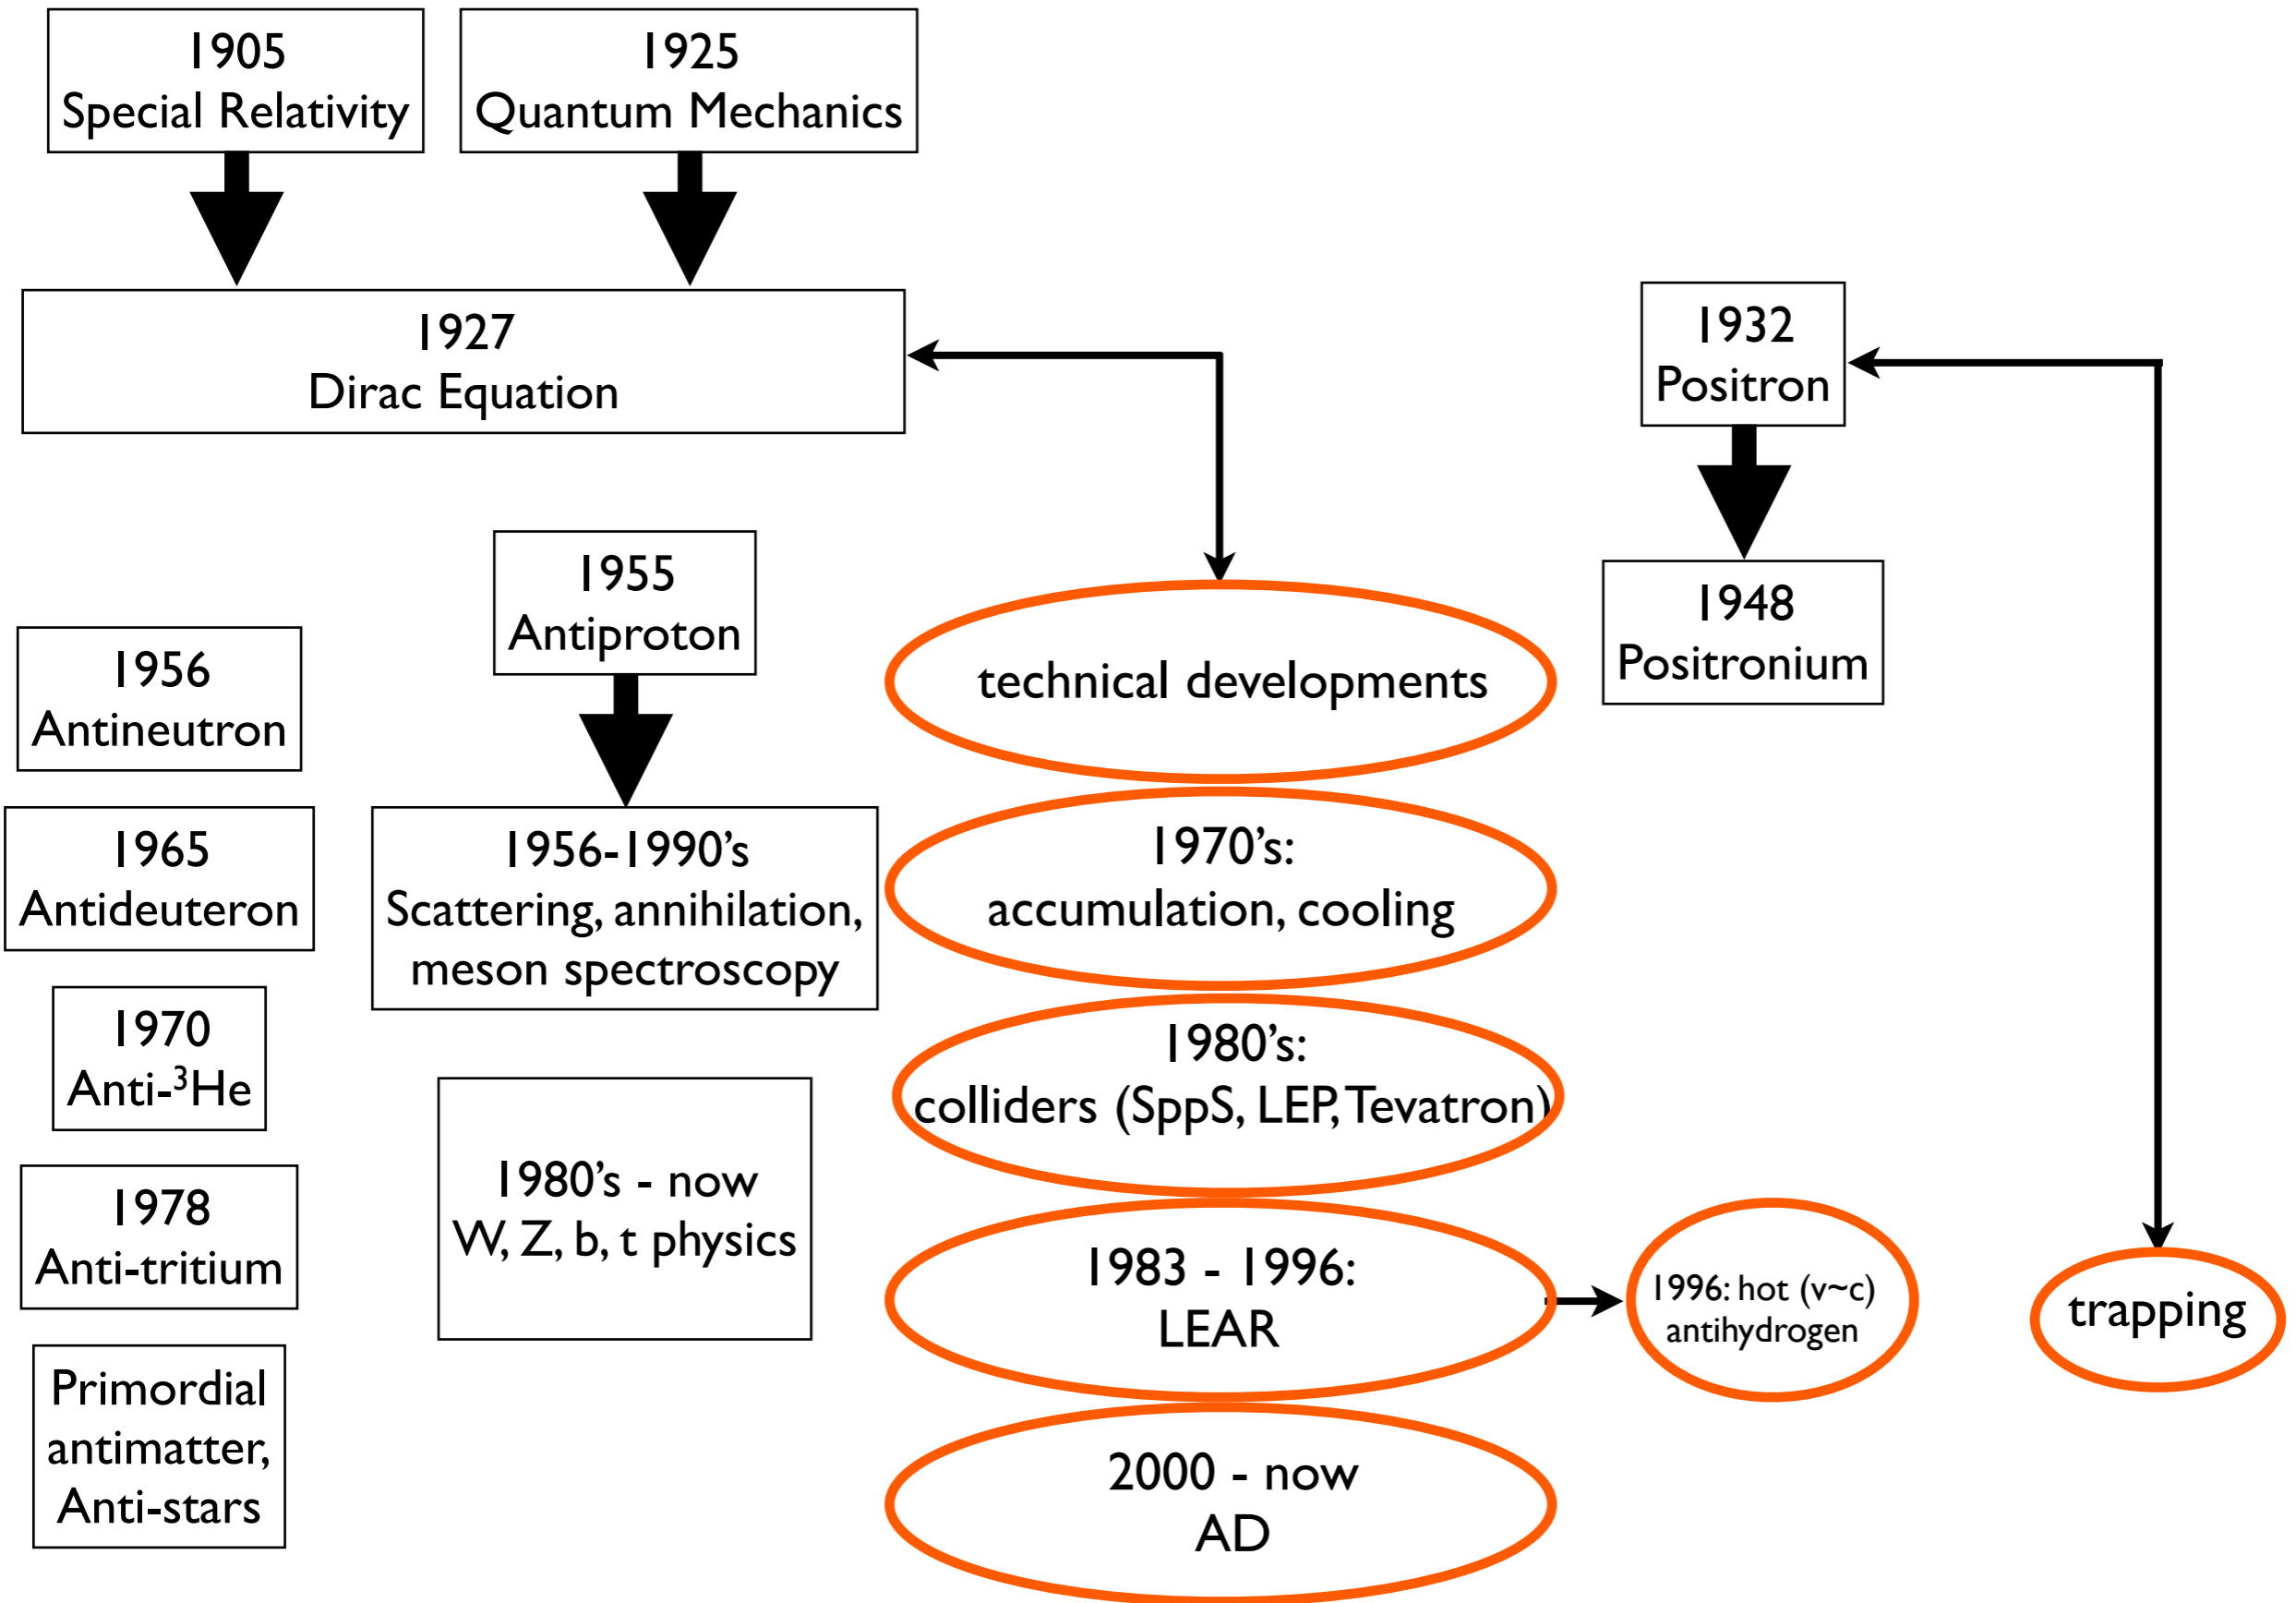 1905
Special Relativity
1925
Quantum Mechanics
1927
Dirac Equation
1932
Positron
1948
Positronium
1955
Antiproton
1956
Antineutron
1965
Antideuteron
1970
Anti-³He
1978
Anti-tritium
Primordial
antimatter,
Anti-stars
1956-1990’s
Scattering, annihilation,
meson spectroscopy
1980’s - now
W, Z, b, t physics
technical developments
1970’s:
accumulation, cooling
1980’s:
colliders (SppS, LEP, Tevatron)
1983 - 1996:
LEAR
2000 - now
AD
1996: hot (v~c)
antihydrogen
trapping